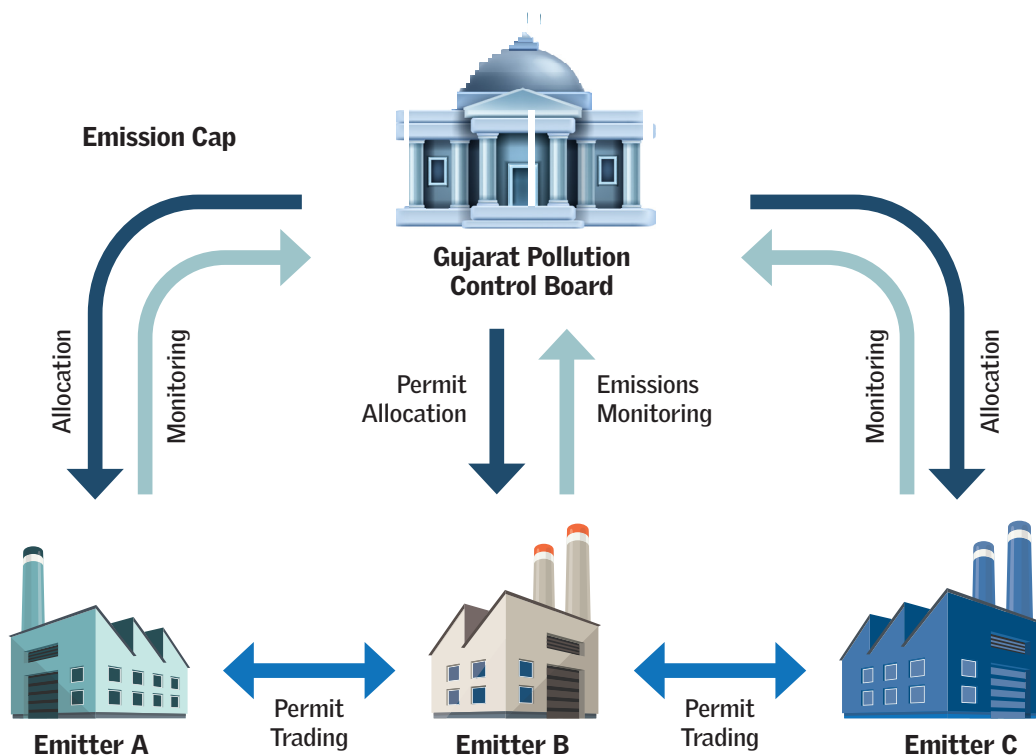 Emission Cap
Gujarat Pollution
Control Board
Allocation
Monitoring
Permit
Allocation
Emissions
Monitoring
Monitoring
Allocation
Permit
Trading
Permit
Trading
Emitter A
Emitter B
Emitter C